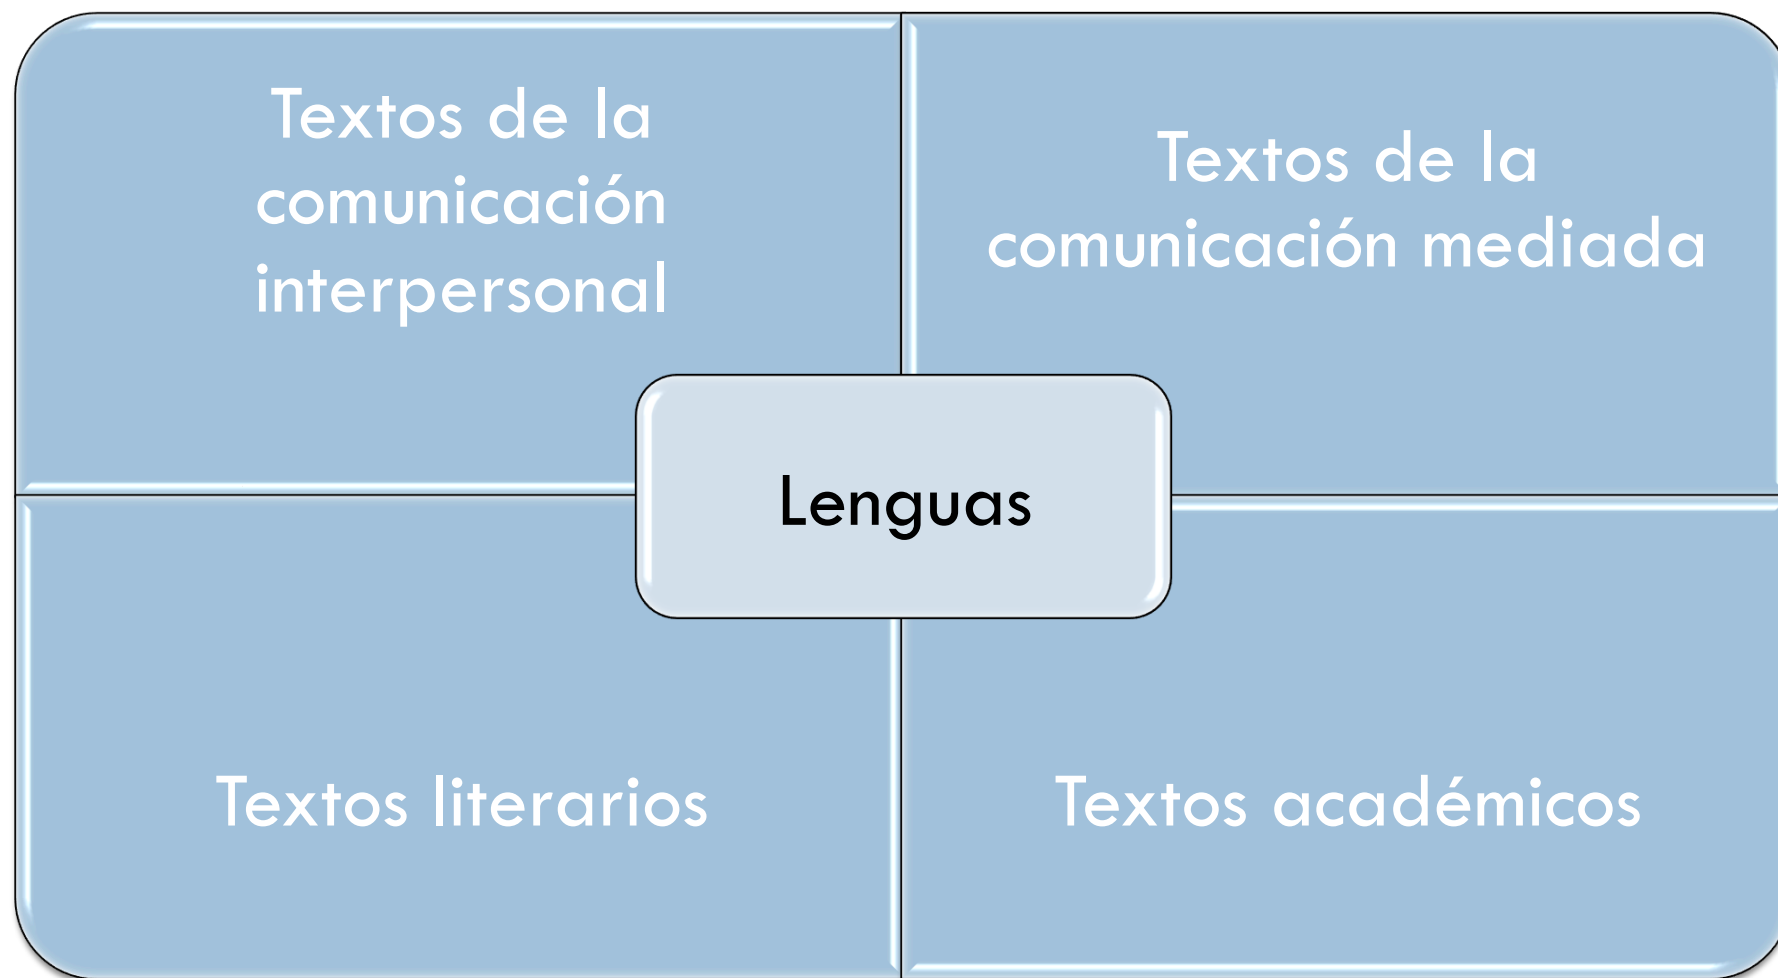 Textos de la
comunicación
interpersonal
Textos de la
comunicación mediada
Lenguas
Textos literarios
Textos académicos